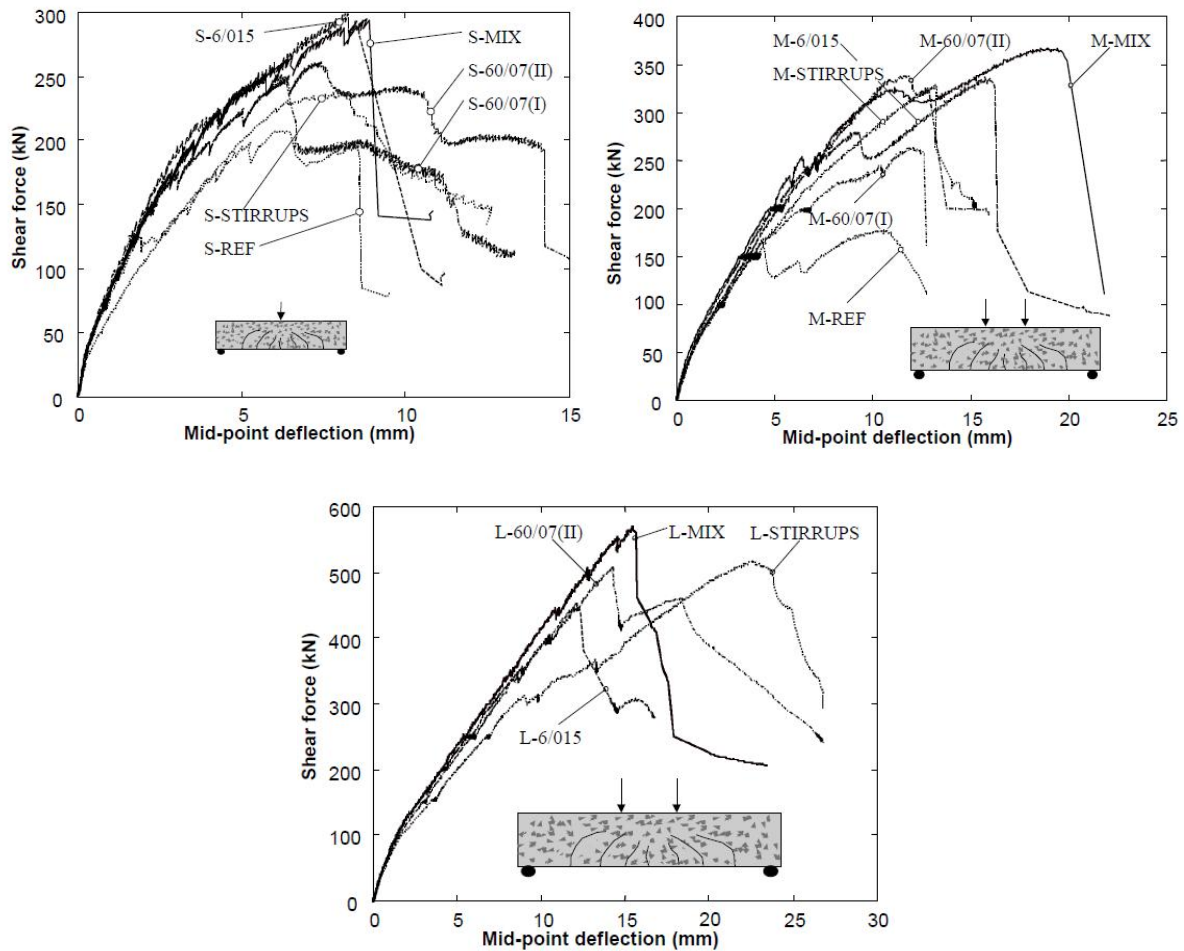 300
250
200
150
100
50
0
Shear force (kN)
S-6/015
S-MIX
S-60/07(II)
S-60/07(I)
S-STIRRUPS
S-REF
0
5
10
15
Mid-point deflection (mm)
400
350
300
250
200
150
100
50
0
Shear force (kN)
M-6/015
M-60/07(II)
M-MIX
M-STIRRUPS
M-60/07(I)
M-REF
0
5
10
15
20
25
Mid-point deflection (mm)
600
500
400
300
200
100
0
Shear force (kN)
L-60/07(II)
L-MIX
L-STIRRUPS
L-6/015
0
5
10
15
20
25
30
Mid-point deflection (mm)